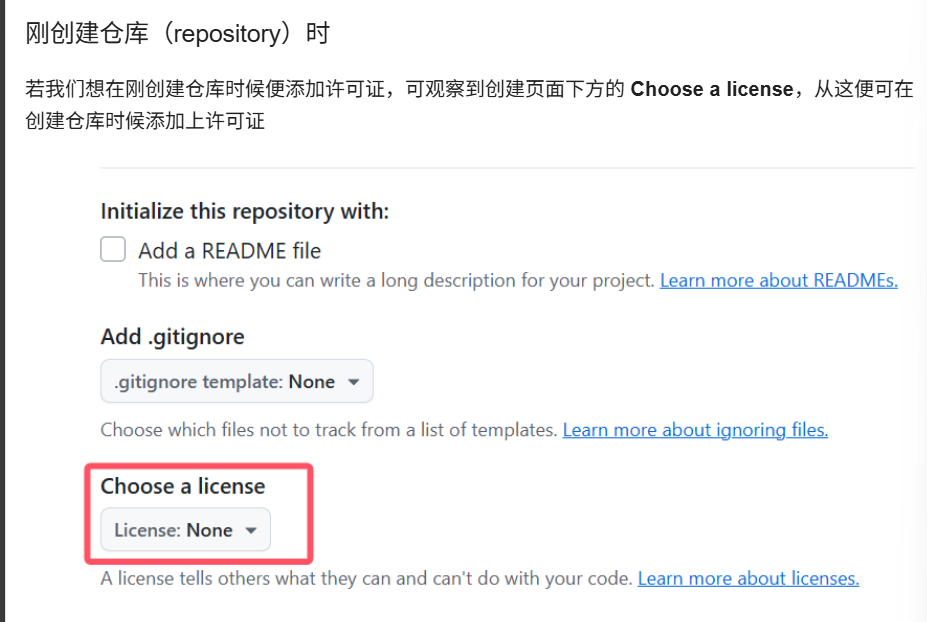 刚创建仓库（repository）时
若我们想在刚创建仓库时候便添加许可证，可观察到创建页面下方的 Choose a license，从这便可在
创建仓库时候添加上许可证
Initialize this repository with:
Add a README file
This is where you can write a long description for your project. Learn more about READMEs.
Add .gitignore
.gitignore template: None
Choose which files not to track from a list of templates. Learn more about ignoring files.
Choose a license
License: None
A license tells others what they can and can't do with your code. Learn more about licenses.